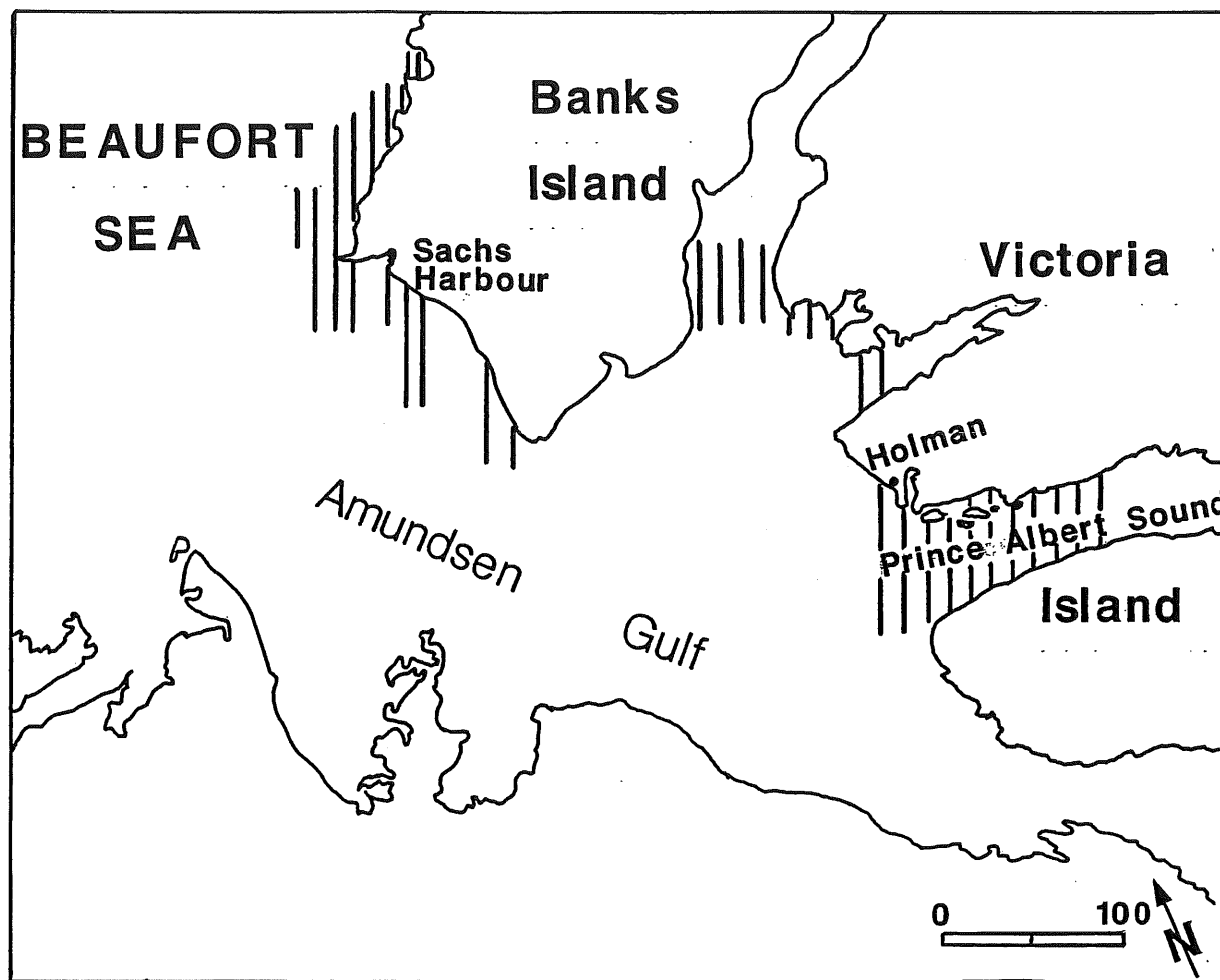 Banks
Island
BEAUFORT
SEA
Sachs
Harbour
Victoria
Holman
Amundsen
Prince Albert Sound
P
Island
Gulf
0 100
N